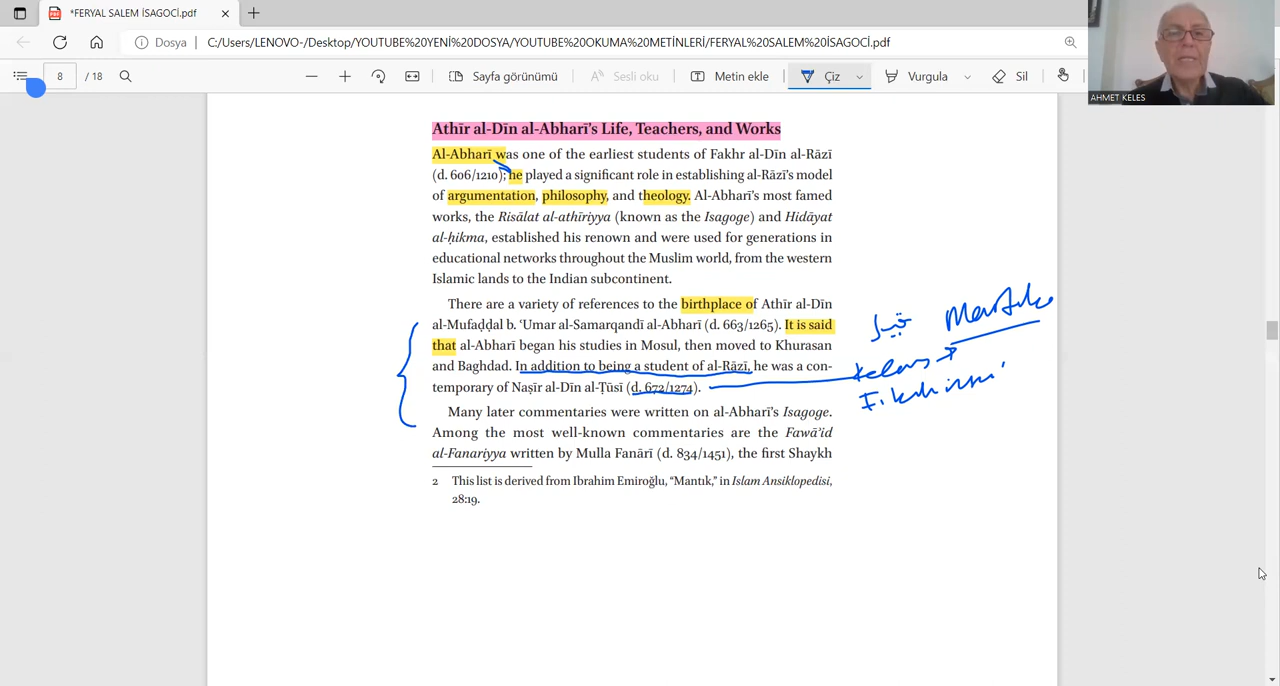 *FERYAL SALEM İSAGOCİ.pdf
Dosya
C:/Users/LENOVO-/Desktop/YOUTUBE%20YENİ%20DOSYA/YOUTUBE%20OKUMA%20METİNLERİ/FERYAL%20SALEM%20İSAGOCİ.pdf
8 / 18
Sayfa görünümü
Sesli oku
Metin ekle
Çiz
Vurgula
Sil
AHMET KELES
Athīr al-Dīn al-Abharī’s Life, Teachers, and Works
Al-Abharī was one of the earliest students of Fakhr al-Dīn al-Rāzī
(d. 606/1210); he played a significant role in establishing al-Rāzī’s model
of argumentation, philosophy, and theology. Al-Abharī’s most famed
works, the Risālat al-athīriyya (known as the Isagoge) and Hidāyat
al-ḥikma, established his renown and were used for generations in
educational networks throughout the Muslim world, from the western
Islamic lands to the Indian subcontinent.
There are a variety of references to the birthplace of Athīr al-Dīn
al-Mufaḍḍal b. ʿUmar al-Samarqandī al-Abharī (d. 663/1265). It is said
that al-Abharī began his studies in Mosul, then moved to Khurasan
and Baghdad. In addition to being a student of al-Rāzī, he was a con-
temporary of Naṣīr al-Dīn al-Ṭūsī (d. 672/1274).
Many later commentaries were written on al-Abharī’s Isagoge.
Among the most well-known commentaries are the Fawāʾid
al-Fanariyya written by Mulla Fanārī (d. 834/1451), the first Shaykh
2 This list is derived from Ibrahim Emiroğlu, “Mantık,” in Islam Ansiklopedisi,
28:19.